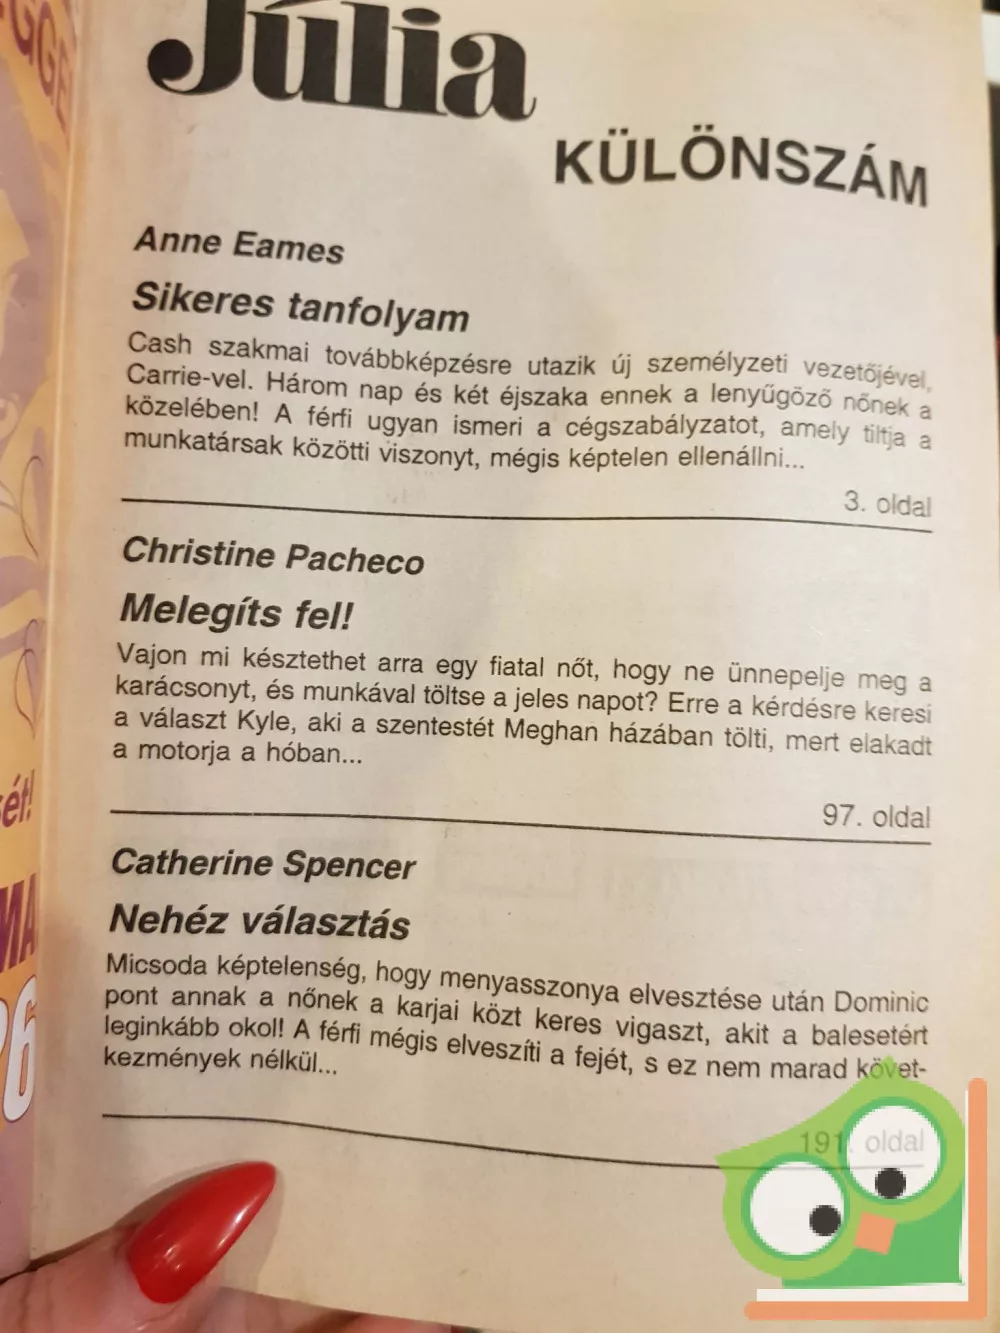 Júlia
KÜLÖNSZÁM
Anne Eames
Sikeres tanfolyam
Cash szakmai továbbképzésre utazik új személyzeti vezetőjével,
Carrie-vel. Három nap és két éjszaka ennek a lenyűgöző nőnek a
közelében! A férfi ugyan ismeri a cégszabályzatot, amely tiltja a
munkatársak közötti viszonyt, mégis képtelen ellenállni...
3. oldal
Christine Pacheco
Melegíts fel!
Vajon mi késztethet arra egy fiatal nőt, hogy ne ünnepelje meg a
karácsonyt, és munkával töltse a jeles napot? Erre a kérdésre keresi
a választ Kyle, aki a szentestét Meghan házában tölti, mert elakadt
a motorja a hóban...
97. oldal
Catherine Spencer
Nehéz választás
Micsoda képtelenség, hogy menyasszonya elvesztése után Dominic
pont annak a nőnek a karjai közt keres vigaszt, akit a balesetért
leginkább okol! A férfi mégis elveszíti a fejét, s ez nem marad követ-
kezmények nélkül...
191. oldal